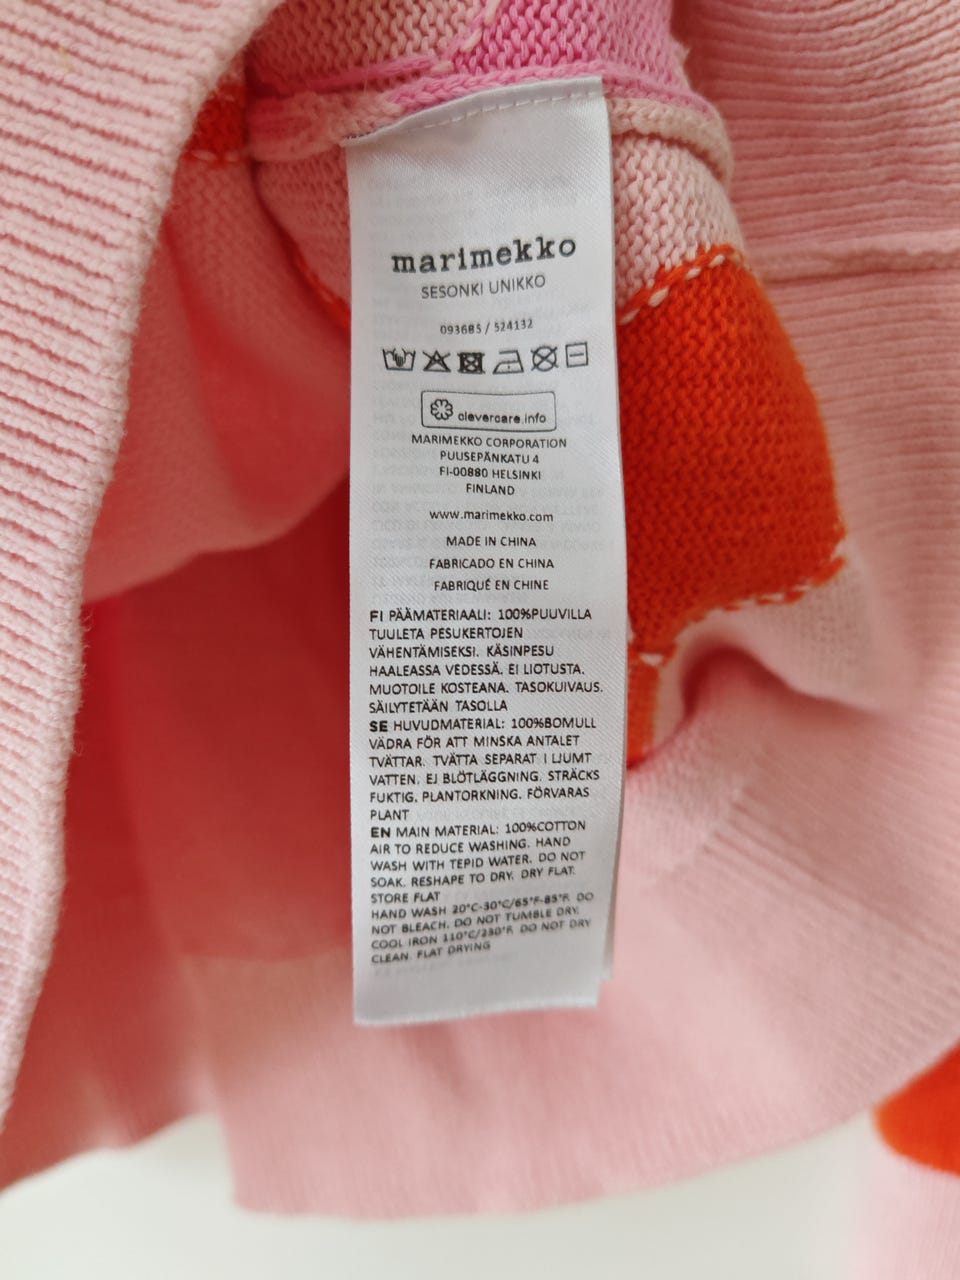 marimekko
SESONKI UNIKKO
093685 / 524132
clevercare.info
MARIMEKKO CORPORATION
PUUSEPÄNKATU 4
FI-00880 HELSINKI
FINLAND
www.marimekko.com
MADE IN CHINA
FABRICADO EN CHINA
FABRIQUÉ EN CHINE
FI PÄÄMATERIAALI: 100%PUUVILLA
TUULETA PESUKERTOJEN
VÄHENTÄMISEKSI. KÄSINPESU
HAALEASSA VEDESSÄ. EI LIOTUSTA.
MUOTOILE KOSTEANA. TASOKUIVAUS.
SÄILYTETÄÄN TASOLLA
SE HUVUDMATERIAL: 100%BOMULL
VÄDRA FÖR ATT MINSKA ANTALET
TVÄTTAR. TVÄTTA SEPARAT I LJUMT
VATTEN. EJ BLÖTLÄGGNING. STRÄCKS
FUKTIG. PLANTORKNING. FÖRVARAS
PLANT
EN MAIN MATERIAL: 100%COTTON
AIR TO REDUCE WASHING. HAND
WASH WITH TEPID WATER. DO NOT
SOAK. RESHAPE TO DRY. DRY FLAT.
STORE FLAT
HAND WASH 20°C-30°C/65°F-85°F. DO
NOT BLEACH. DO NOT TUMBLE DRY.
COOL IRON 110°C/230°F. DO NOT DRY
CLEAN. FLAT DRYING